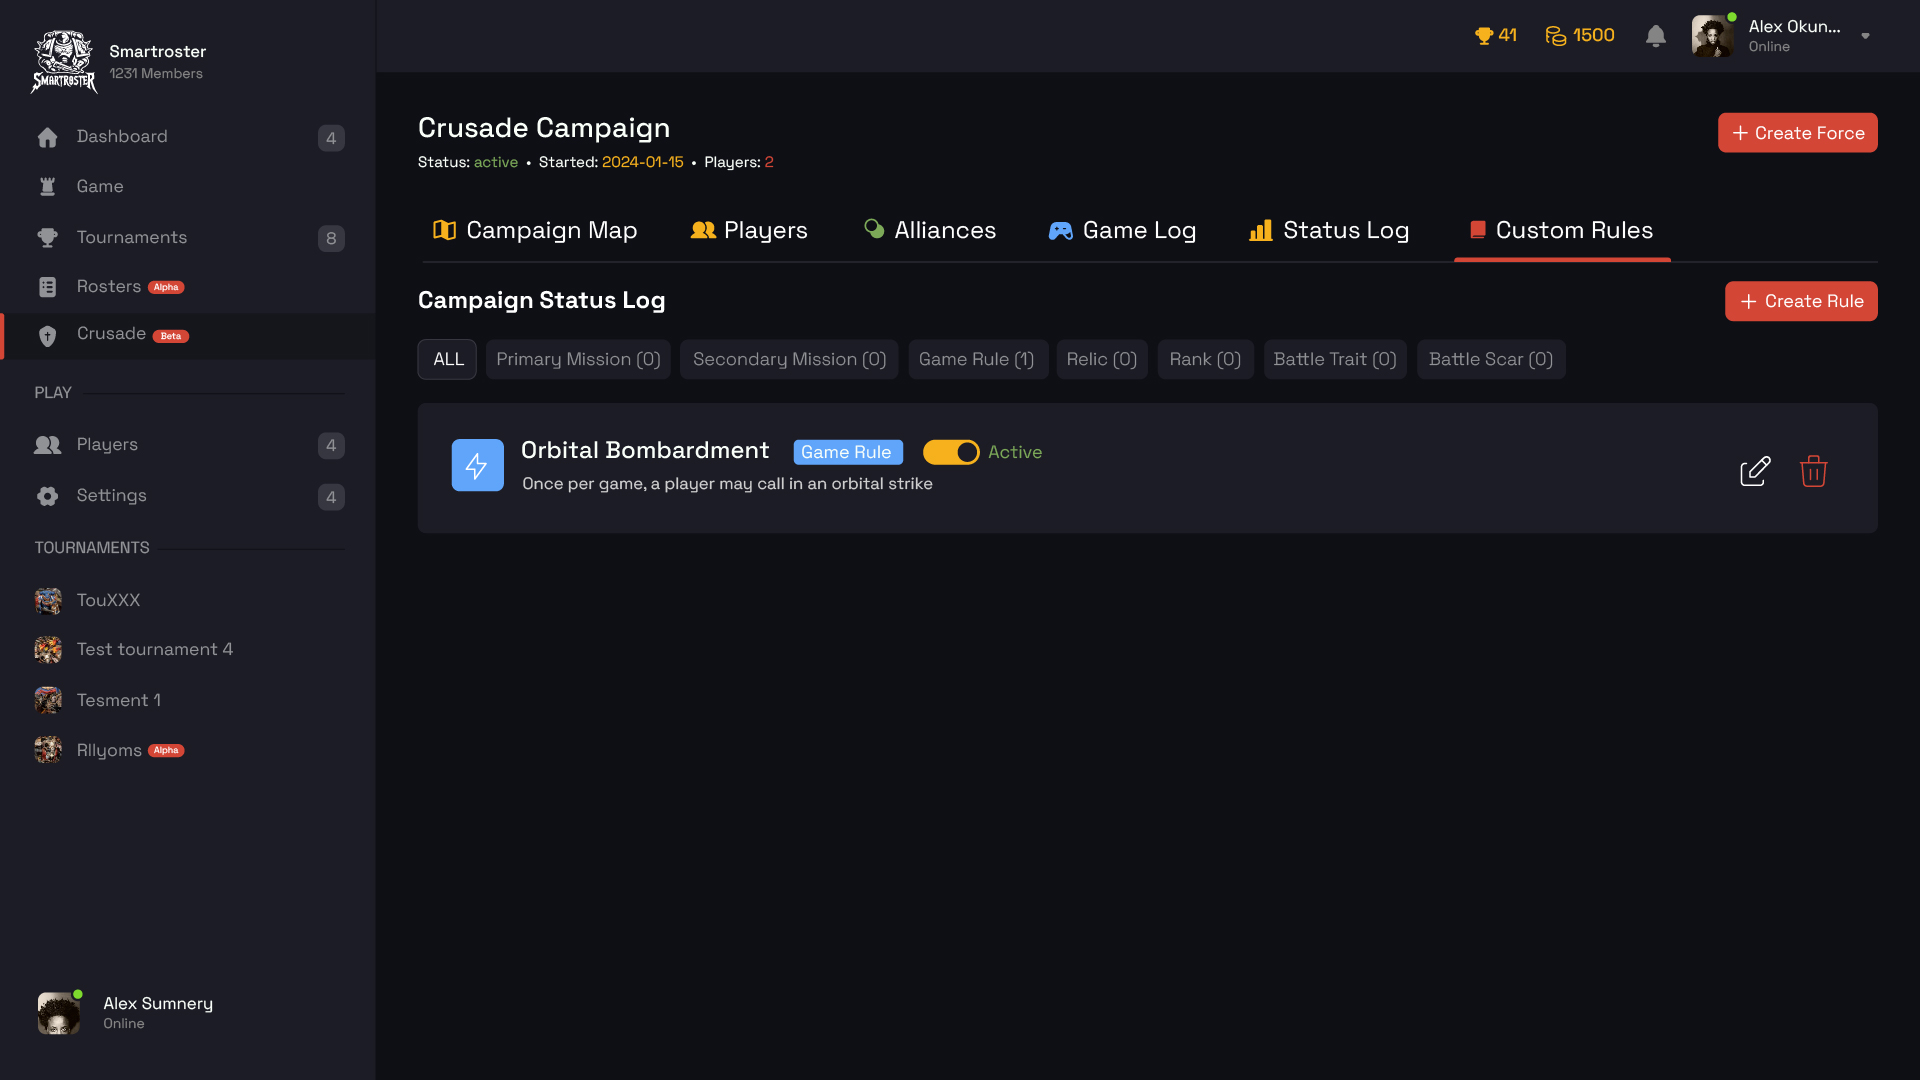 SMARTROSTER
Smartroster
1231 Members
Dashboard 4
Game
Tournaments 8
Rosters Alpha
Crusade Beta
PLAY
Players 4
Settings 4
TOURNAMENTS
TouXXX
Test tournament 4
Tesment 1
Rllyoms Alpha
Alex Sumnery
Online
41 1500 Alex Okun...
Online
Crusade Campaign
Status: active • Started: 2024-01-15 • Players: 2
+ Create Force
Campaign Map Players Alliances Game Log Status Log Custom Rules
Campaign Status Log
+ Create Rule
ALL Primary Mission (0) Secondary Mission (0) Game Rule (1) Relic (0) Rank (0) Battle Trait (0) Battle Scar (0)
Orbital Bombardment Game Rule Active
Once per game, a player may call in an orbital strike